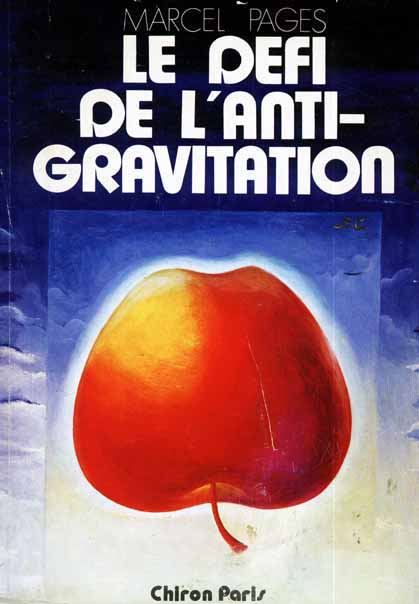 MARCEL PAGES
LE DEFI
DE L'ANTI-
GRAVITATION
Chiron Paris